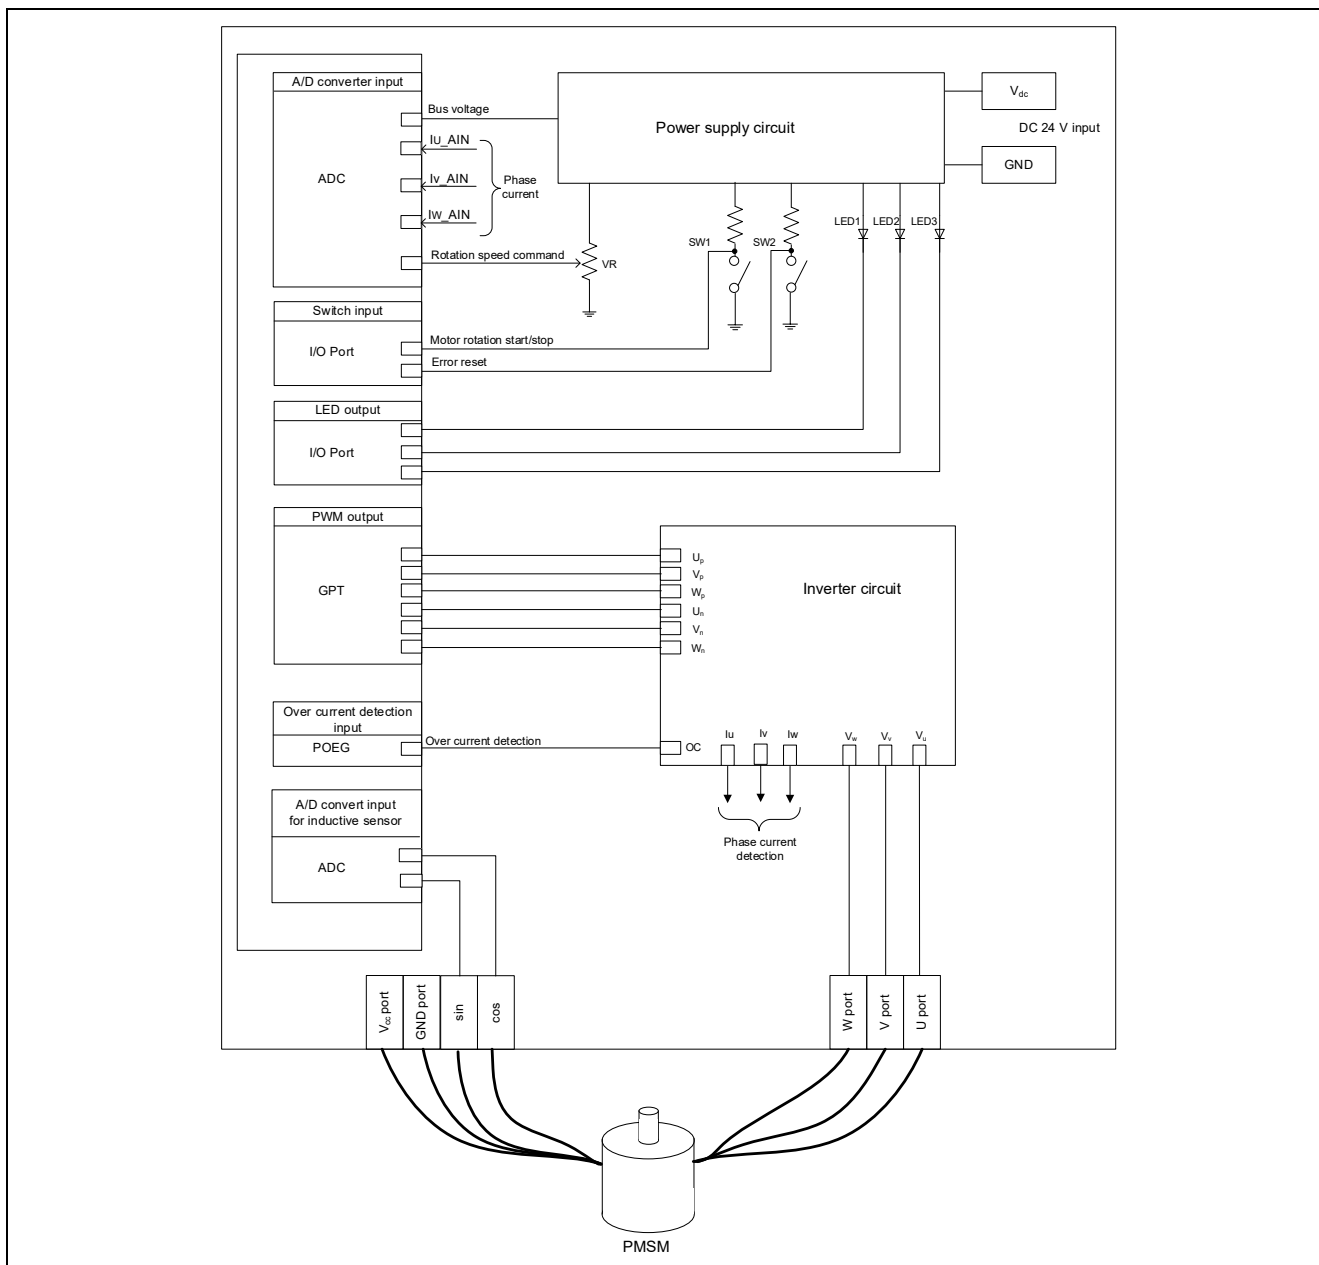 A/D converter input
ADC
Bus voltage
IU_AIN
Iv_AIN
IW_AIN
Phase
current
Rotation speed command
Power supply circuit
Vdc
DC 24 V input
GND
VR
SW1
SW2
LED1
LED2
LED3
Switch input
I/O Port
Motor rotation start/stop
Error reset
LED output
I/O Port
PWM output
GPT
Up
Vp
Wp
Un
Vn
Wn
Inverter circuit
Over current detection
input
POEG
Over current detection
OC
Iu
Iv
Iw
Vw
Vv
Vu
Phase current
detection
A/D convert input
for inductive sensor
ADC
Vcc port
GND port
sin
cos
W port
V port
U port
PMSM